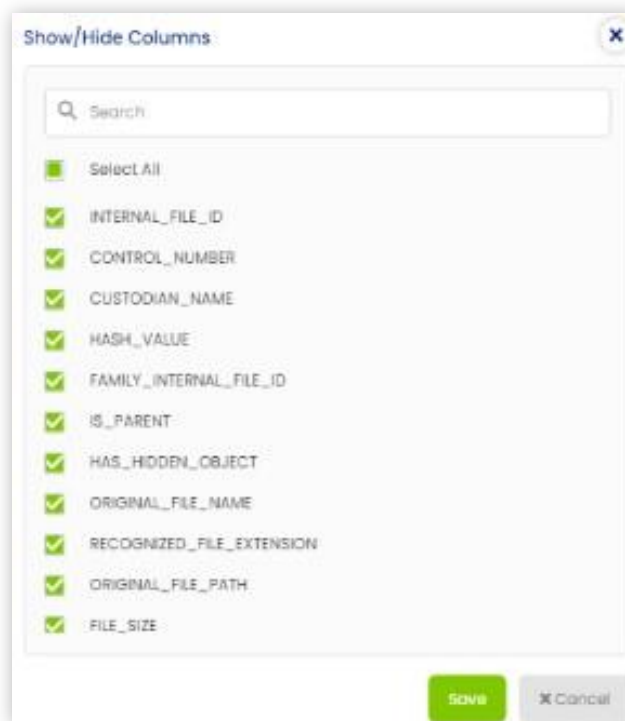 Show/Hide Columns
Search
Select All
INTERNAL_FILE_ID
CONTROL_NUMBER
CUSTODIAN_NAME
HASH_VALUE
FAMILY_INTERNAL_FILE_ID
IS_PARENT
HAS_HIDDEN_OBJECT
ORIGINAL_FILE_NAME
RECOGNIZED_FILE_EXTENSION
ORIGINAL_FILE_PATH
FILE_SIZE
Save Cancel